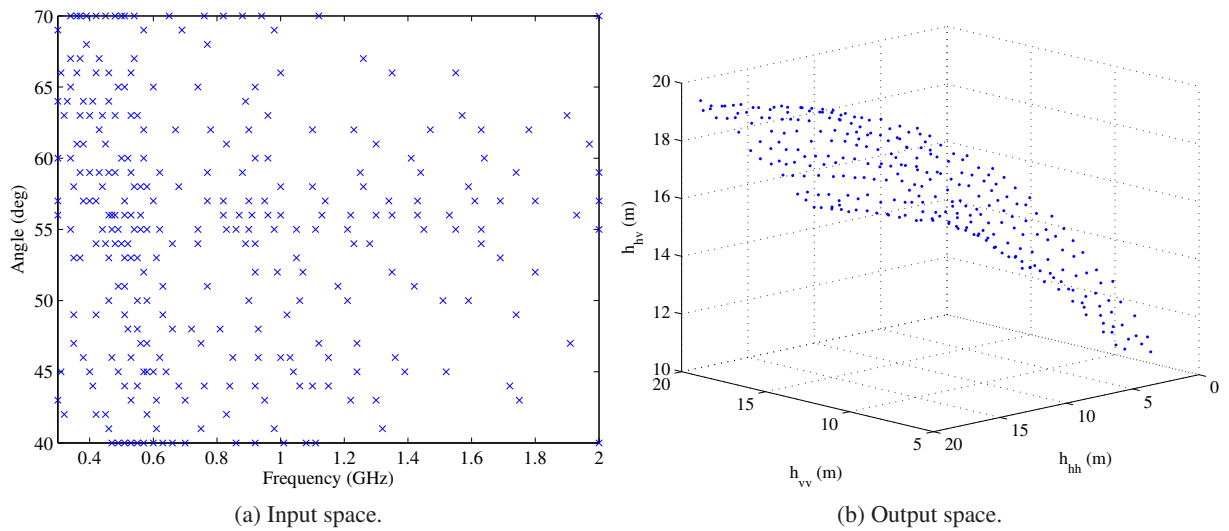 70
65
60
55
50
45
40
Angle (deg)
0.4 0.6 0.8 1 1.2 1.4 1.6 1.8 2
Frequency (GHz)
(a) Input space.
20
18
16
14
12
10
h_hv (m)
20 15 10 5
h_vv (m)
20 15 10 5 0
h_hh (m)
(b) Output space.